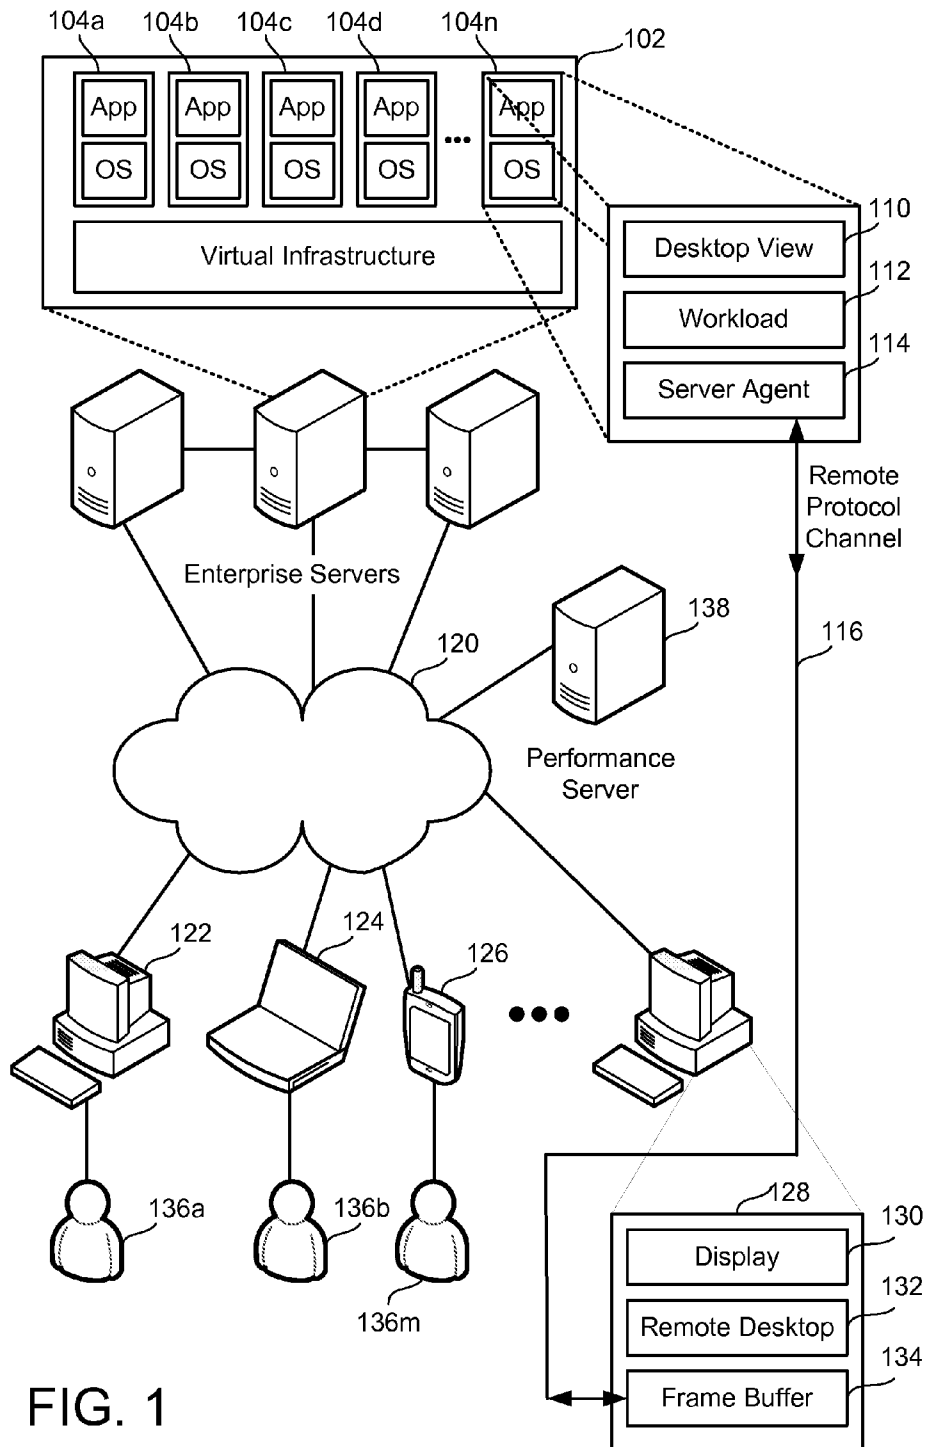 104a 104b 104c 104d 104n
102
App App App App App
...
OS OS OS OS OS
Virtual Infrastructure
110
Desktop View
112
Workload
114
Server Agent
Remote
Protocol
Channel
Enterprise Servers
138
116
120
Performance
Server
122
124
126
136a
136b
136m
128
130
Display
132
Remote Desktop
134
Frame Buffer
FIG. 1